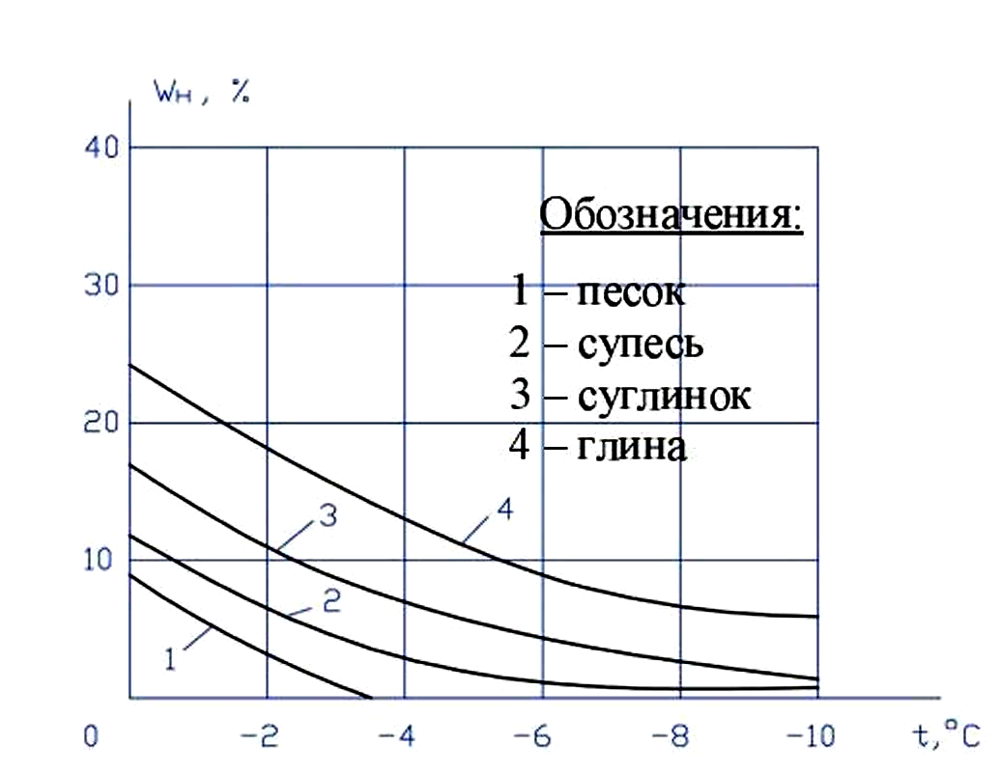 Wн, %
40
Обозначения:
30
1 – песок
2 – супесь
3 – суглинок
20
4 – глина
4
3
10
2
1
0 -2 -4 -6 -8 -10 t,°C